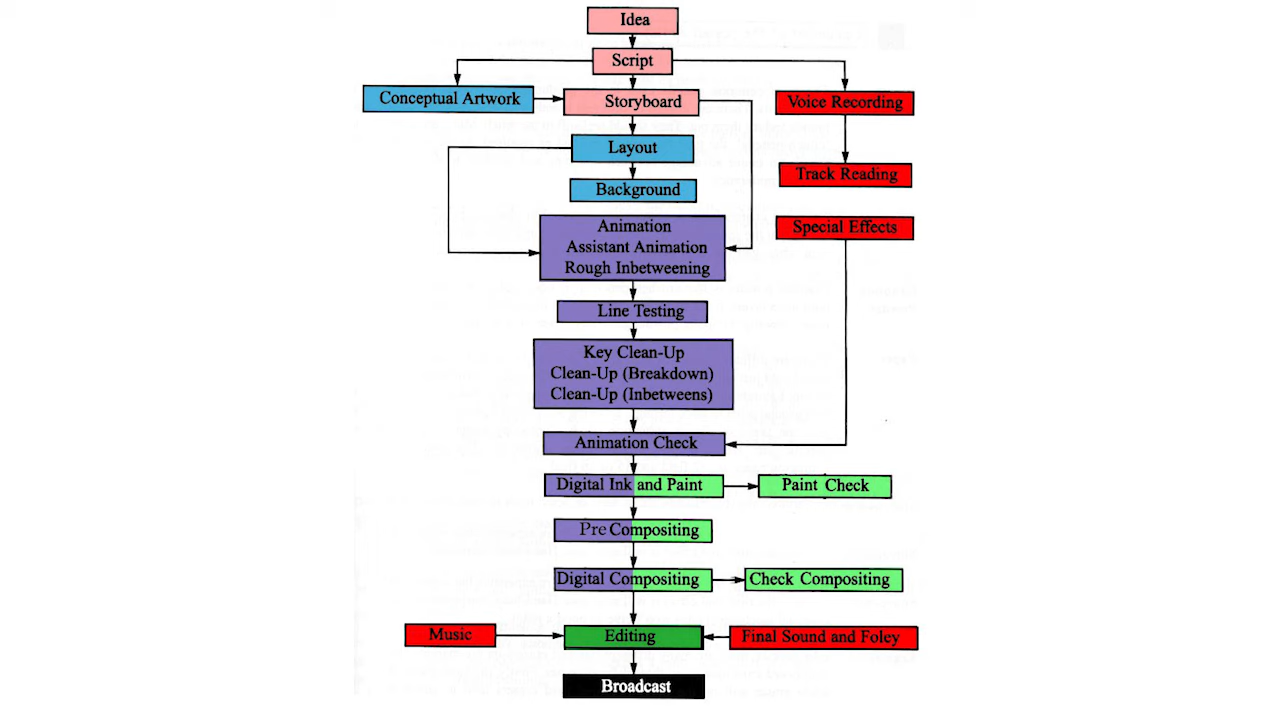 Idea
Script
Conceptual Artwork
Storyboard
Voice Recording
Layout
Track Reading
Background
Special Effects
Animation
Assistant Animation
Rough Inbetweening
Line Testing
Key Clean-Up
Clean-Up (Breakdown)
Clean-Up (Inbetweens)
Animation Check
Digital Ink and Paint
Paint Check
Pre Compositing
Digital Compositing
Check Compositing
Music
Editing
Final Sound and Foley
Broadcast